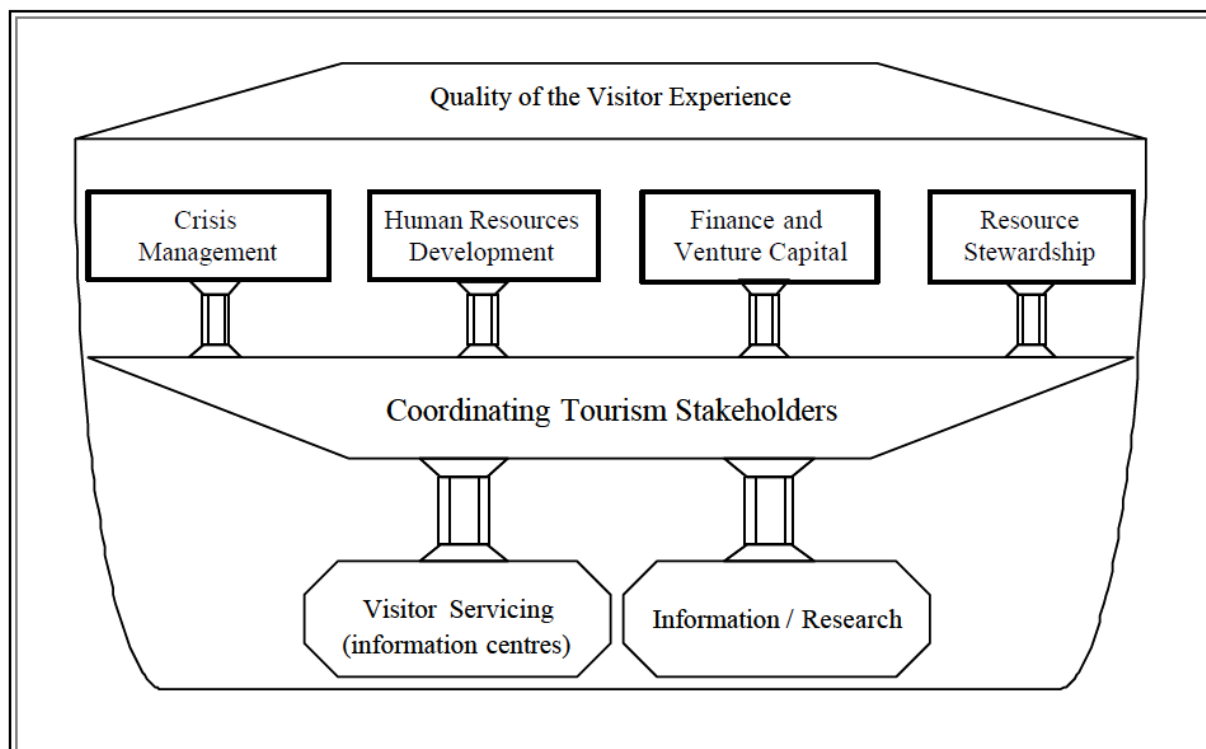 Quality of the Visitor Experience
Crisis
Management
Human Resources
Development
Finance and
Venture Capital
Resource
Stewardship
Coordinating Tourism Stakeholders
Visitor Servicing
(information centres)
Information / Research